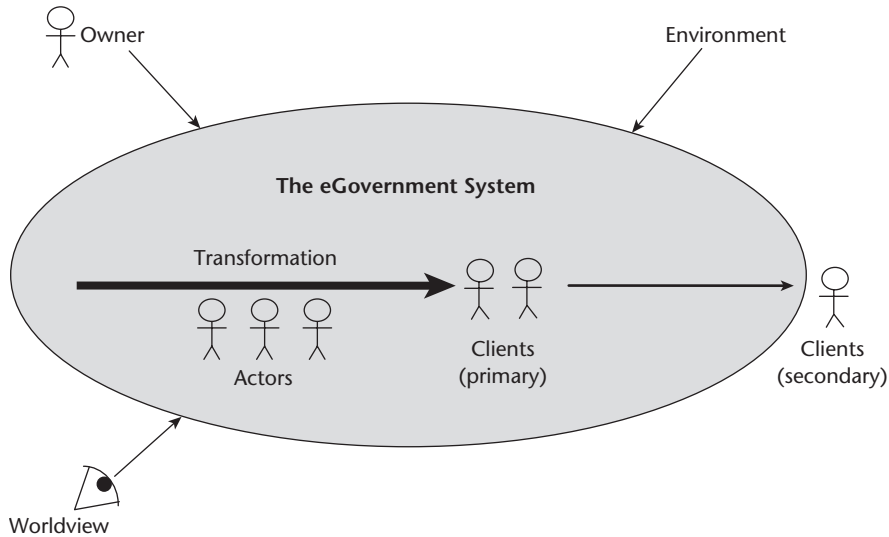 Owner
Environment
The eGovernment System
Transformation
Actors
Clients
(primary)
Clients
(secondary)
Worldview